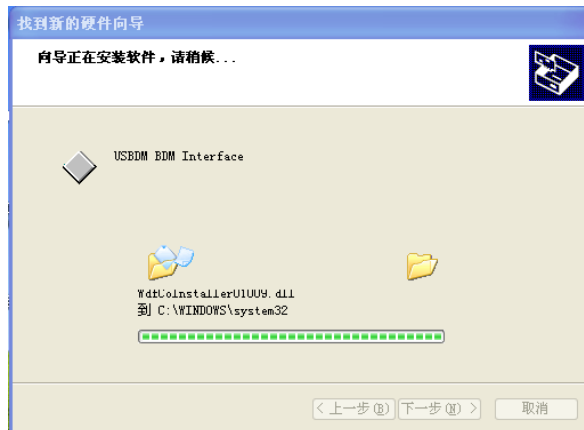 找到新的硬件向导
向导正在安装软件，请稍候...
USBDM BDM Interface
WdfCoInstaller01009.dll
到 C:\WINDOWS\system32
< 上一步(B)
下一步(N) >
取消